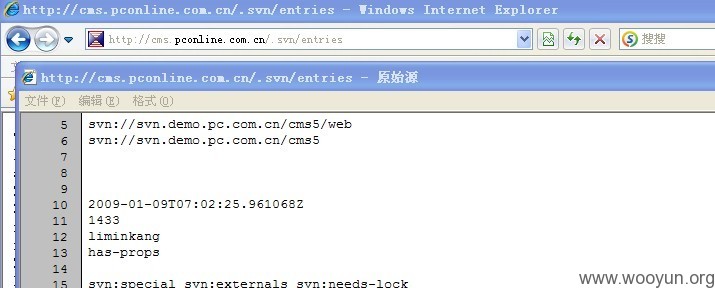 http://cms.pconline.com.cn/.svn/entries - Windows Internet Explorer
http://cms.pconline.com.cn/.svn/entries
搜搜
http://cms.pconline.com.cn/.svn/entries - 原始源
文件(F) 编辑(E) 格式(O)
5 svn://svn.demo.pc.com.cn/cms5/web
6 svn://svn.demo.pc.com.cn/cms5
7
8
9
10 2009-01-09T07:02:25.961068Z
11 1433
12 liminkang
13 has-props
14
15 svn:special svn:externals svn:needs-lock
www.wooyun.org